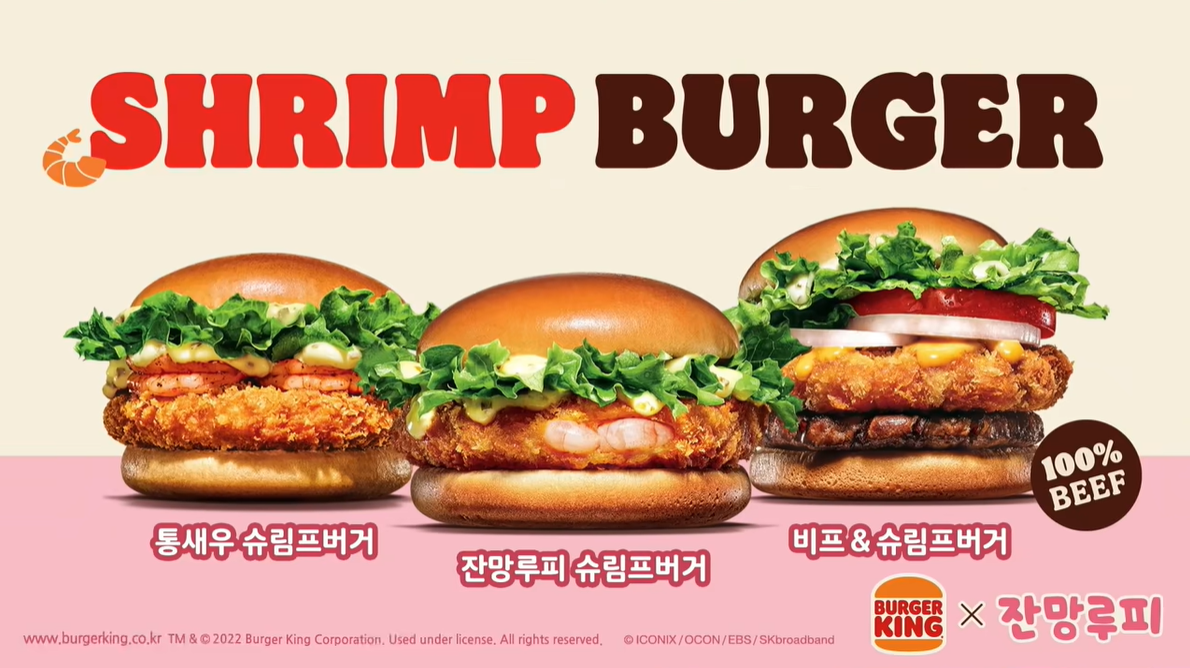 SHRIMP BURGER
통새우 슈림프버거
잔망루피 슈림프버거
비프 & 슈림프버거
100%
BEEF
BURGER
KING
× 잔망루피
www.burgerking.co.kr TM & © 2022 Burger King Corporation. Used under license. All rights reserved. © ICONIX / OCON / EBS / SKbroadband